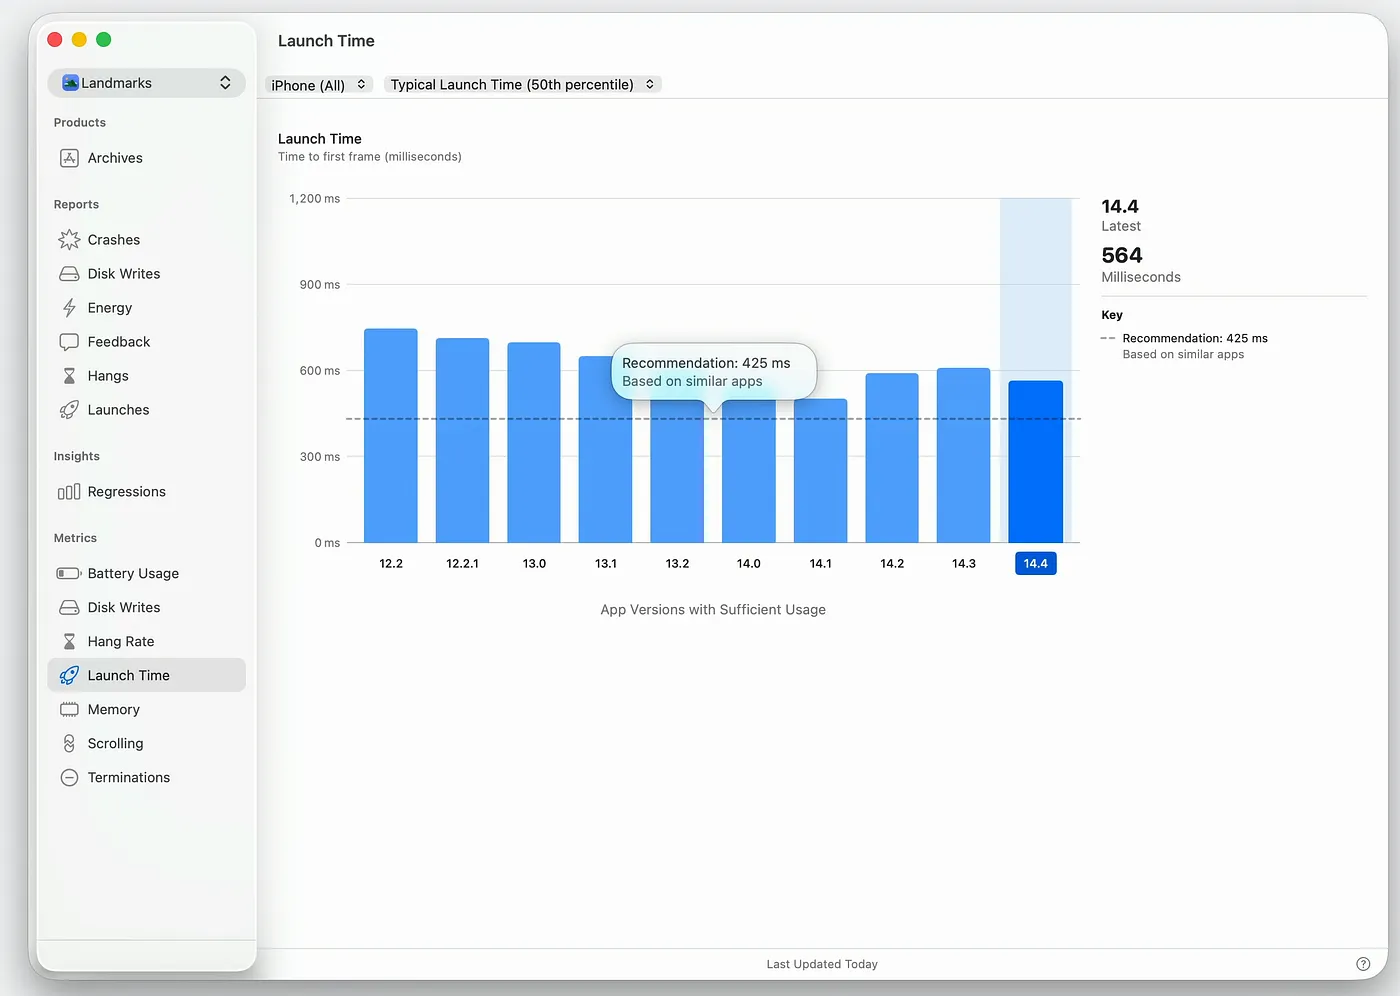 Landmarks
Products
Archives
Reports
Crashes
Disk Writes
Energy
Feedback
Hangs
Launches
Insights
Regressions
Metrics
Battery Usage
Disk Writes
Hang Rate
Launch Time
Memory
Scrolling
Terminations
Launch Time
iPhone (All)
Typical Launch Time (50th percentile)
Launch Time
Time to first frame (milliseconds)
1,200 ms
900 ms
600 ms
300 ms
0 ms
Recommendation: 425 ms
Based on similar apps
12.2 12.2.1 13.0 13.1 13.2 14.0 14.1 14.2 14.3 14.4
App Versions with Sufficient Usage
14.4
Latest
564
Milliseconds
Key
Recommendation: 425 ms
Based on similar apps
Last Updated Today
?